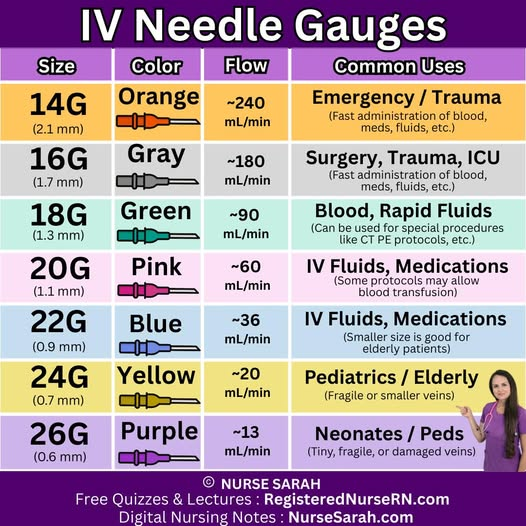 IV Needle Gauges
Size Color Flow Common Uses
14G
(2.1 mm)
Orange
~240
mL/min
Emergency / Trauma
(Fast administration of blood,
meds, fluids, etc.)
16G
(1.7 mm)
Gray
~180
mL/min
Surgery, Trauma, ICU
(Fast administration of blood,
meds, fluids, etc.)
18G
(1.3 mm)
Green
~90
mL/min
Blood, Rapid Fluids
(Can be used for special procedures
like CT PE protocols, etc.)
20G
(1.1 mm)
Pink
~60
mL/min
IV Fluids, Medications
(Some protocols may allow
blood transfusion)
22G
(0.9 mm)
Blue
~36
mL/min
IV Fluids, Medications
(Smaller size is good for
elderly patients)
24G
(0.7 mm)
Yellow
~20
mL/min
Pediatrics / Elderly
(Fragile or smaller veins)
26G
(0.6 mm)
Purple
~13
mL/min
Neonates / Peds
(Tiny, fragile, or damaged veins)
© NURSE SARAH
Free Quizzes & Lectures : RegisteredNurseRN.com
Digital Nursing Notes : NurseSarah.com